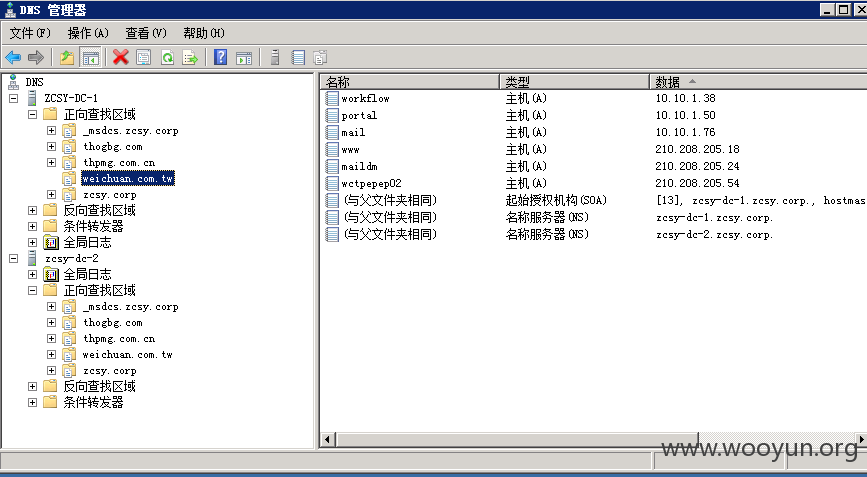 DNS 管理器
文件(F) 操作(A) 查看(V) 帮助(H)
DNS
ZCSY-DC-1
正向查找区域
_msdcs.zcsy.corp
thogbg.com
thpmg.com.cn
weichuan.com.tw
zcsy.corp
反向查找区域
条件转发器
全局日志
zcsy-dc-2
全局日志
正向查找区域
_msdcs.zcsy.corp
thogbg.com
thpmg.com.cn
weichuan.com.tw
zcsy.corp
反向查找区域
条件转发器
名称 类型 数据
workflow 主机(A) 10.10.1.38
portal 主机(A) 10.10.1.50
mail 主机(A) 10.10.1.76
www 主机(A) 210.208.205.18
maildm 主机(A) 210.208.205.24
wctpepep02 主机(A) 210.208.205.54
(与父文件夹相同) 起始授权机构(SOA) [13], zcsy-dc-1.zcsy.corp., hostmas
(与父文件夹相同) 名称服务器(NS) zcsy-dc-1.zcsy.corp.
(与父文件夹相同) 名称服务器(NS) zcsy-dc-2.zcsy.corp.
www.wooyun.org